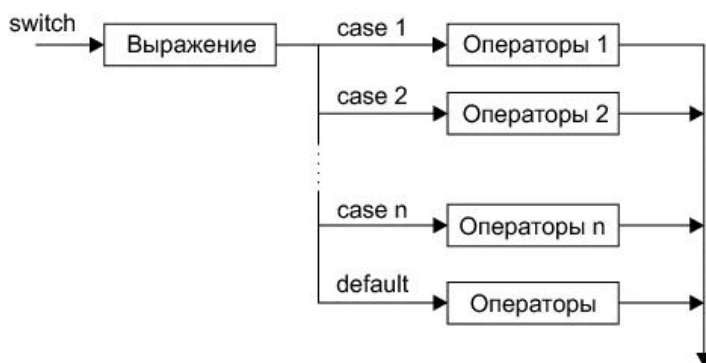 switch
Выражение
case 1
Операторы 1
case 2
Операторы 2
case n
Операторы n
default
Операторы